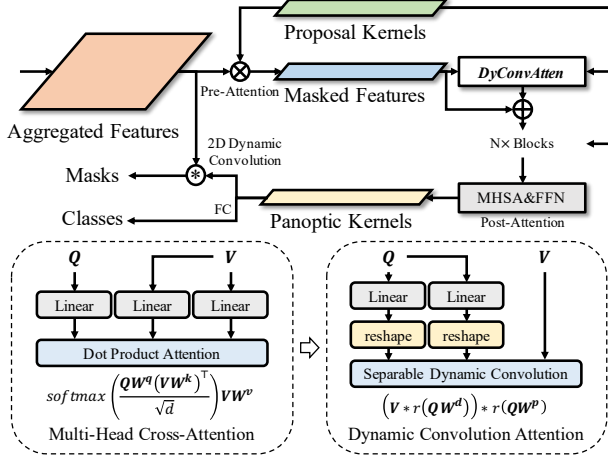 Proposal Kernels
DyConvAtten
Pre-Attention
Masked Features
Aggregated Features
2D Dynamic
Convolution
N× Blocks
Masks
MHSA&FFN
FC
Panoptic Kernels
Post-Attention
Classes
Q V
Linear Linear Linear
Dot Product Attention
softmax(QW^q(VW^k)^⊤/√d)VW^v
Multi-Head Cross-Attention
Q V
Linear Linear
reshape reshape
Separable Dynamic Convolution
(V * r(QW^d)) * r(QW^p)
Dynamic Convolution Attention